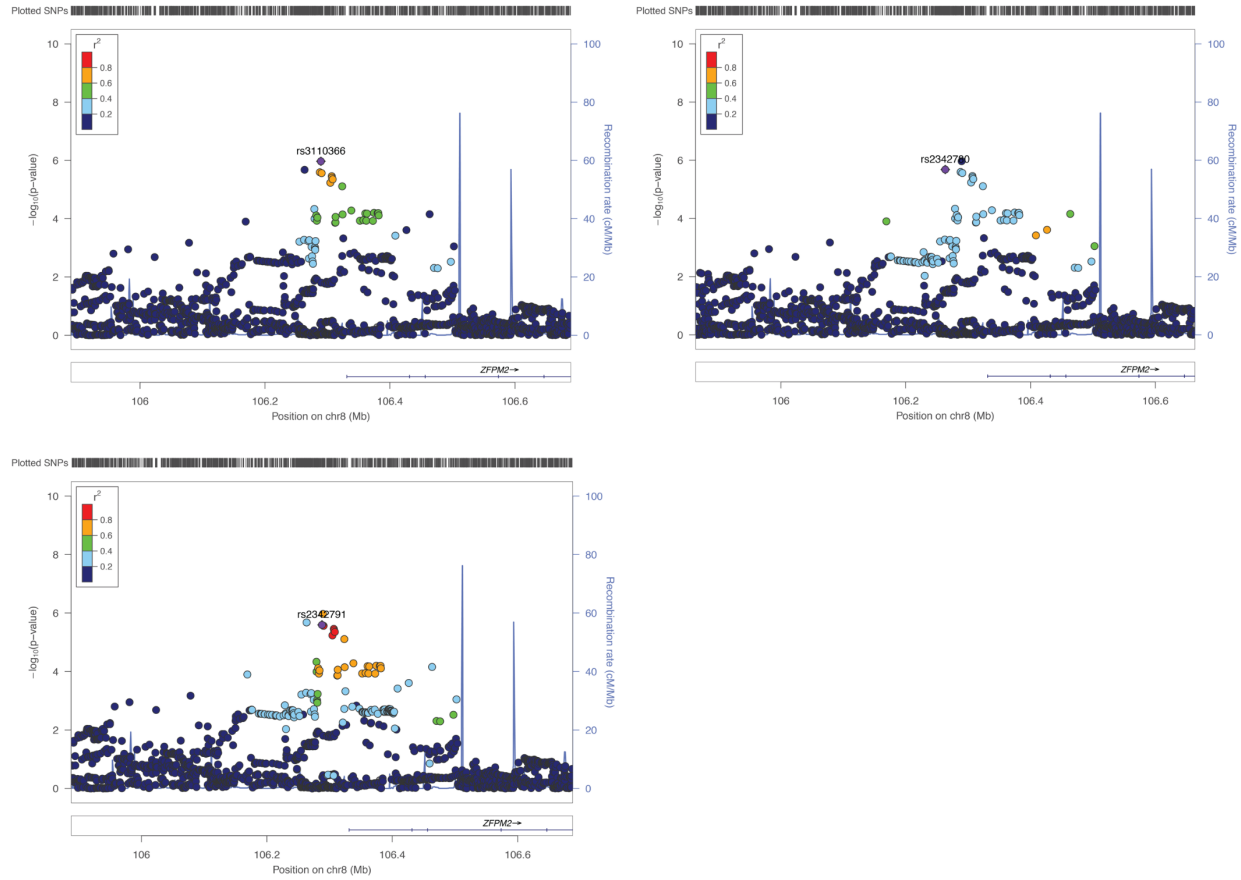 Plotted SNPs
r2
0.8
0.6
0.4
0.2
rs3110366
10
8
6
4
2
0
−log10(p−value)
100
80
60
40
20
0
Recombination rate (cM/Mb)
ZFPM2→
106 106.2 106.4 106.6
Position on chr8 (Mb)
Plotted SNPs
r2
0.8
0.6
0.4
0.2
10
8
6
4
2
0
−log10(p−value)
100
80
60
40
20
0
Recombination rate (cM/Mb)
ZFPM2→
106 106.2 106.4 106.6
Position on chr8 (Mb)
Plotted SNPs
r2
0.8
0.6
0.4
0.2
rs2342791
10
8
6
4
2
0
−log10(p−value)
100
80
60
40
20
0
Recombination rate (cM/Mb)
ZFPM2→
106 106.2 106.4 106.6
Position on chr8 (Mb)